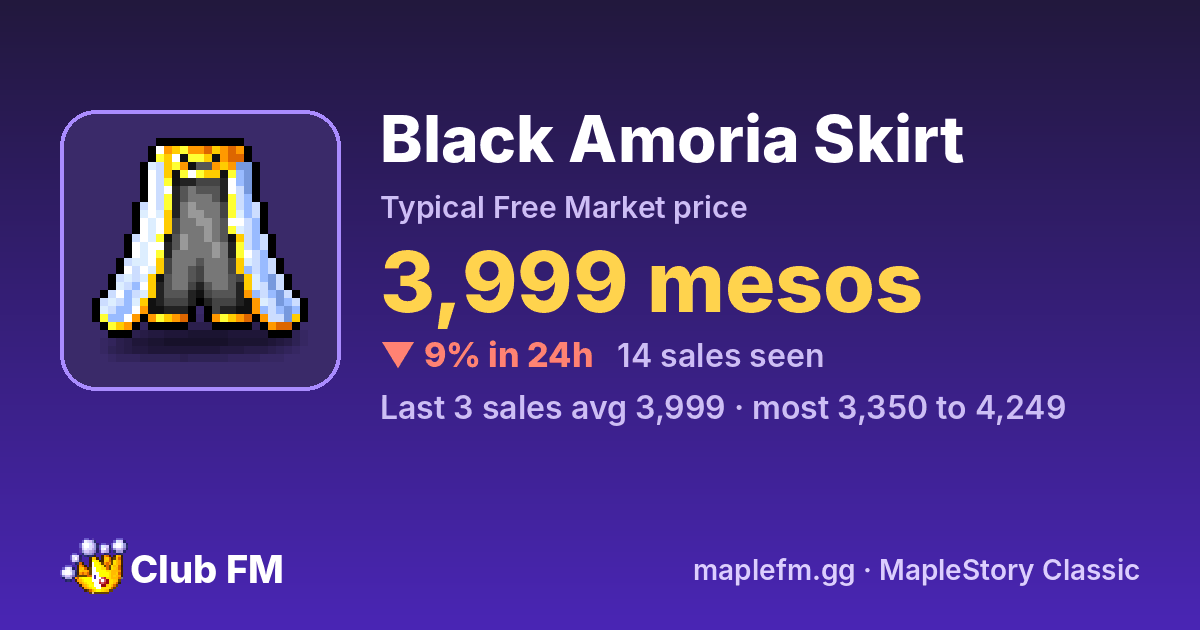 Black Amoria Skirt
Typical Free Market price
3,999 mesos
▼ 9% in 24h 14 sales seen
Last 3 sales avg 3,999 · most 3,350 to 4,249
Club FM
maplefm.gg · MapleStory Classic